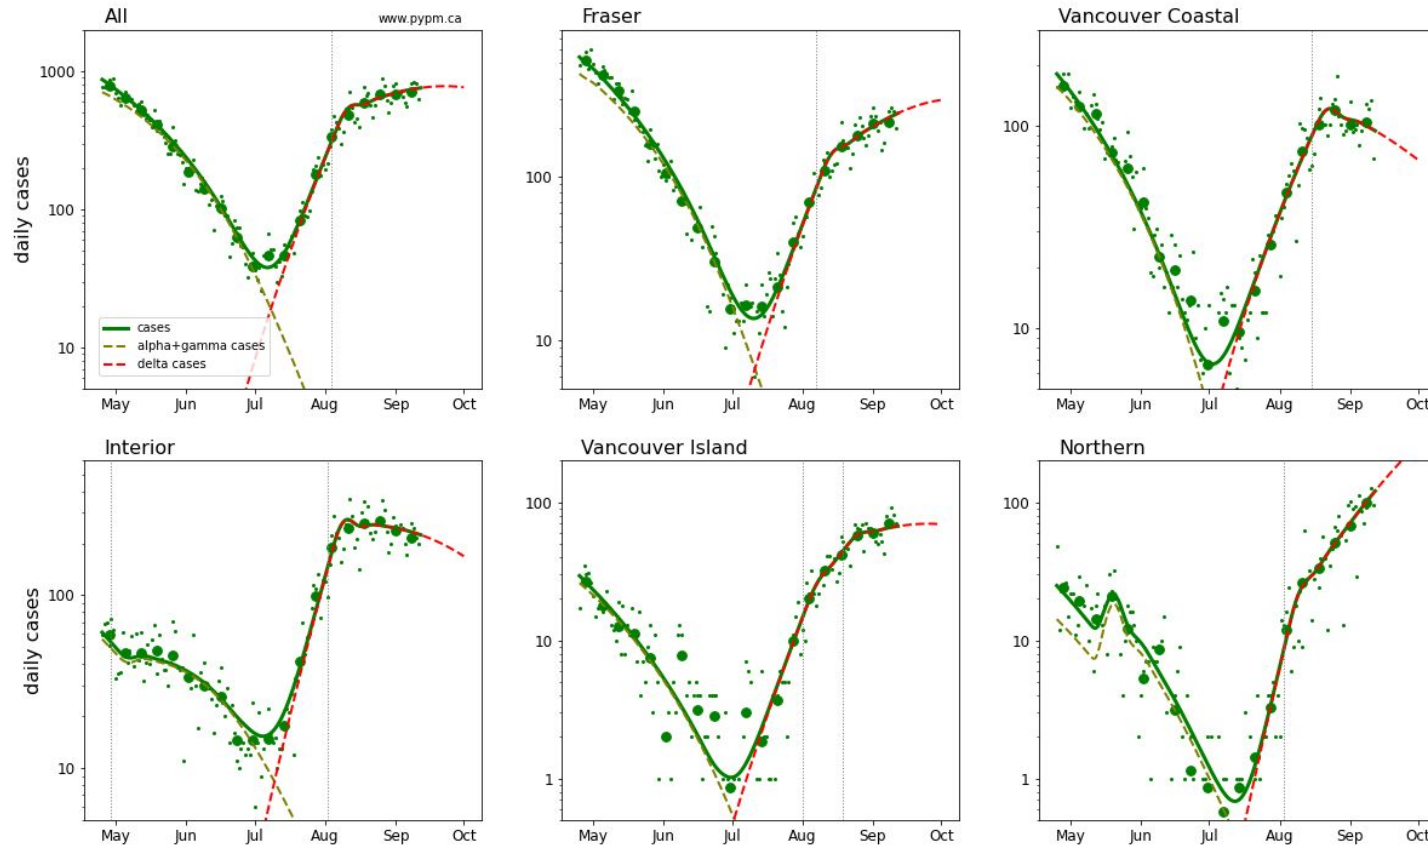 All
www.pypm.ca
Fraser
Vancouver Coastal
daily cases
1000
100
10
cases
alpha+gamma cases
delta cases
May Jun Jul Aug Sep Oct
100
10
May Jun Jul Aug Sep Oct
100
10
May Jun Jul Aug Sep Oct
Interior
Vancouver Island
Northern
daily cases
100
10
May Jun Jul Aug Sep Oct
100
10
1
May Jun Jul Aug Sep Oct
100
10
1
May Jun Jul Aug Sep Oct